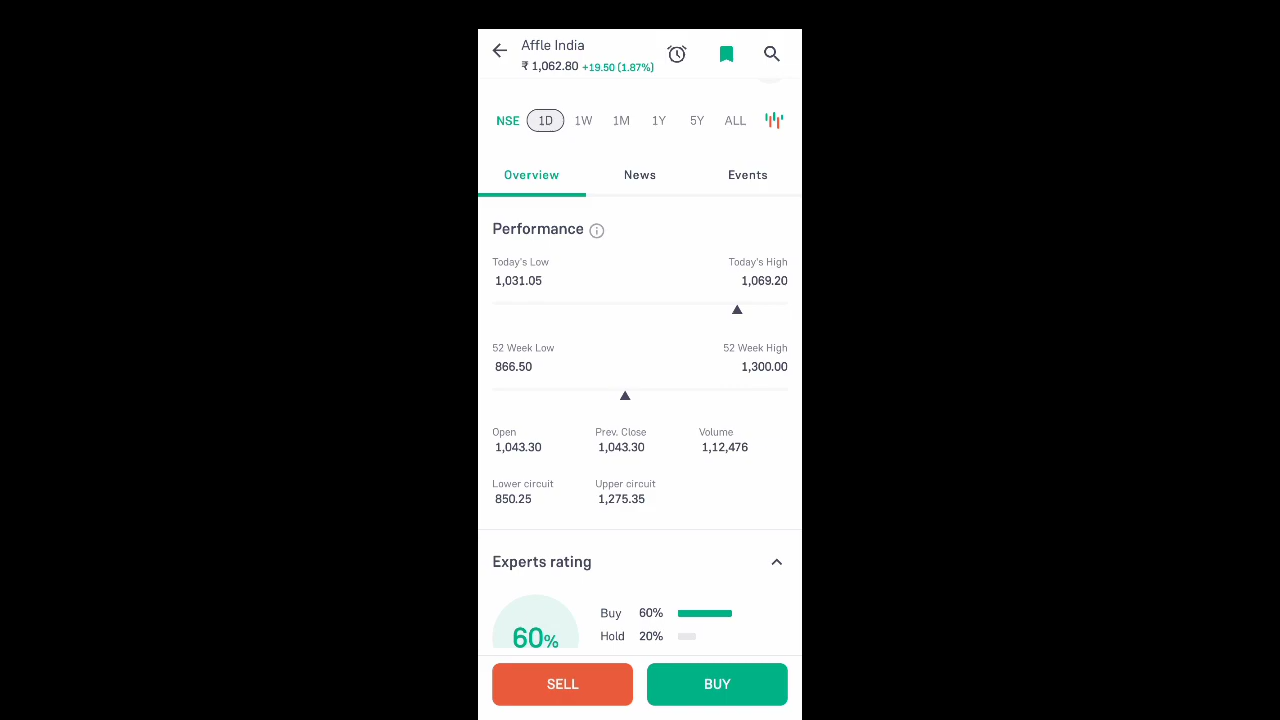 Affle India
₹ 1,062.80 +19.50 (1.87%)
NSE 1D 1W 1M 1Y 5Y ALL
Overview News Events
Performance
Today's Low Today's High
1,031.05 1,069.20
52 Week Low 52 Week High
866.50 1,300.00
Open Prev. Close Volume
1,043.30 1,043.30 1,12,476
Lower circuit Upper circuit
850.25 1,275.35
Experts rating
Buy 60%
60%
Hold 20%
SELL BUY